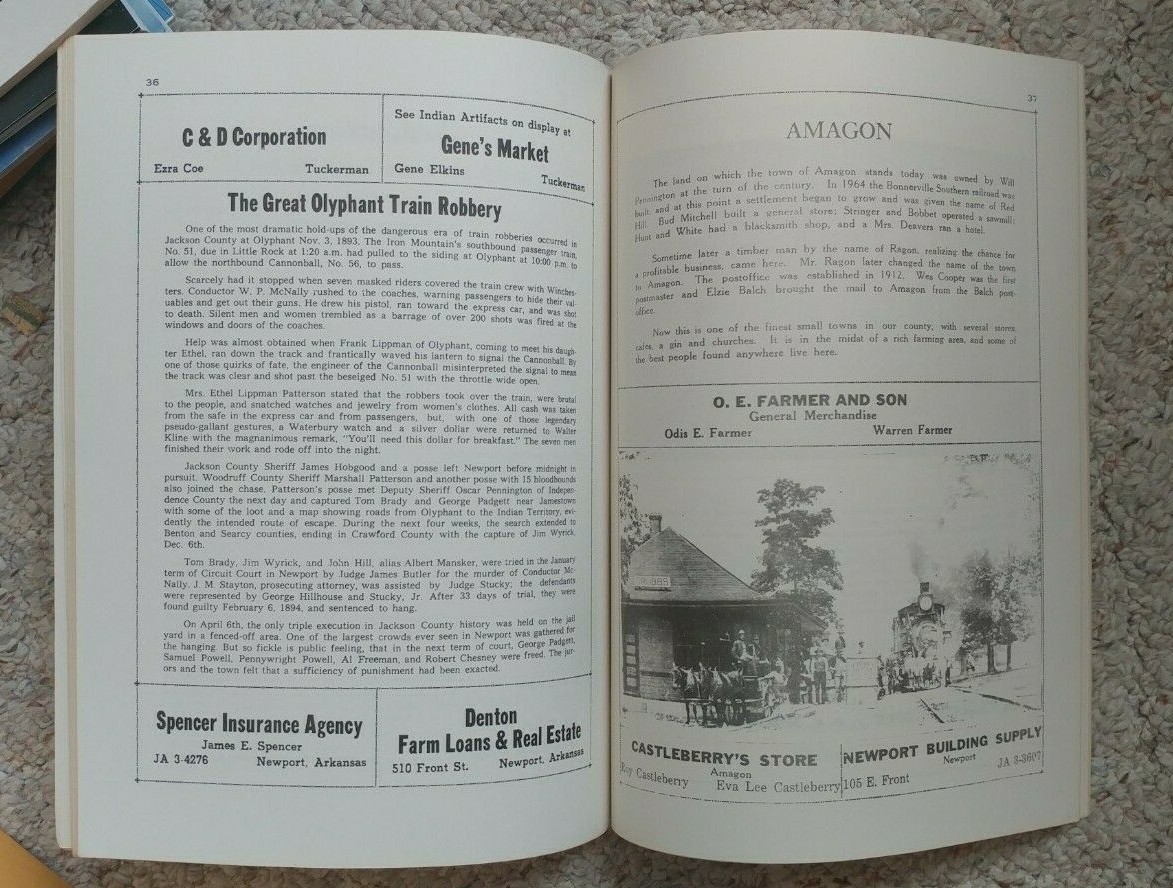 36
C & D Corporation
Ezra Coe Tuckerman
See Indian Artifacts on display at
Gene's Market
Gene Elkins Tuckerman
The Great Olyphant Train Robbery
One of the most dramatic hold-ups of the dangerous era of train robberies occurred in
Jackson County at Olyphant Nov. 3, 1893. The Iron Mountain's southbound passenger train,
No. 51, due in Little Rock at 1:20 a.m. had pulled to the siding at Olyphant at 10:00 p.m. to
allow the northbound Cannonball, No. 56, to pass.
Scarcely had it stopped when seven masked riders covered the train crew with Winches-
ters. Conductor W. P. McNally rushed to the coaches, warning passengers to hide their val-
uables and get out their guns. He drew his pistol, ran toward the express car, and was shot
to death. Silent men and women trembled as a barrage of over 200 shots was fired at the
windows and doors of the coaches.
Help was almost obtained when Frank Lippman of Olyphant, coming to meet his daugh-
ter Ethel, ran down the track and frantically waved his lantern to signal the Cannonball. By
one of those quirks of fate, the engineer of the Cannonball misinterpreted the signal to mean
the track was clear and shot past the beseiged No. 51 with the throttle wide open.
Mrs. Ethel Lippman Patterson stated that the robbers took over the train, were brutal
to the people, and snatched watches and jewelry from women's clothes. All cash was taken
from the safe in the express car and from passengers, but, with one of those legendary
pseudo-gallant gestures, a Waterbury watch and a silver dollar were returned to Walter
Kline with the magnanimous remark, "You'll need this dollar for breakfast." The seven men
finished their work and rode off into the night.
Jackson County Sheriff James Hobgood and a posse left Newport before midnight in
pursuit. Woodruff County Sheriff Marshall Patterson and another posse with 15 bloodhounds
also joined the chase. Patterson's posse met Deputy Sheriff Oscar Pennington of Indepen-
dence County the next day and captured Tom Brady and George Padgett near Jamestown
with some of the loot and a map showing roads from Olyphant to the Indian Territory, evi-
dently the intended route of escape. During the next four weeks, the search extended to
Benton and Searcy counties, ending in Crawford County with the capture of Jim Wyrick,
Dec. 6th.
Tom Brady, Jim Wyrick, and John Hill, alias Albert Mansker, were tried in the January
term of Circuit Court in Newport by Judge James Butler for the murder of Conductor Mc-
Nally. J. M. Stayton, prosecuting attorney, was assisted by Judge Stucky; the defendants
were represented by George Hillhouse and Stucky, Jr. After 33 days of trial, they were
found guilty February 6, 1894, and sentenced to hang.
On April 6th, the only triple execution in Jackson County history was held on the jail
yard in a fenced-off area. One of the largest crowds ever seen in Newport was gathered for
the hanging. But so fickle is public feeling, that in the next term of court, George Padgett,
Samuel Powell, Pennywright Powell, Al Freeman, and Robert Chesney were freed. The jur-
ors and the town felt that a sufficiency of punishment had been exacted.
Spencer Insurance Agency
James E. Spencer
JA 3-4276 Newport, Arkansas
Denton
Farm Loans & Real Estate
510 Front St. Newport, Arkansas
37
AMAGON
The land on which the town of Amagon stands today was owned by Will
Pennington at the turn of the century. In 1964 the Bonnerville Southern railroad was
built, and at this point a settlement began to grow and was given the name of Red
Hill. Bud Mitchell built a general store; Stringer and Bobbet operated a sawmill;
Hunt and White had a blacksmith shop, and a Mrs. Deavers ran a hotel.
Sometime later a timber man by the name of Ragon, realizing the chance for
a profitable business, came here. Mr. Ragon later changed the name of the town
to Amagon. The postoffice was established in 1912. Wes Cooper was the first
postmaster and Elzie Balch brought the mail to Amagon from the Balch post-
office.
Now this is one of the finest small towns in our county, with several stores,
cafes, a gin and churches. It is in the midst of a rich farming area, and some of
the best people found anywhere live here.
O. E. FARMER AND SON
General Merchandise
Odis E. Farmer Warren Farmer
CASTLEBERRY'S STORE
Amagon
Roy Castleberry Eva Lee Castleberry
NEWPORT BUILDING SUPPLY
Newport
105 E. Front JA 3-3607